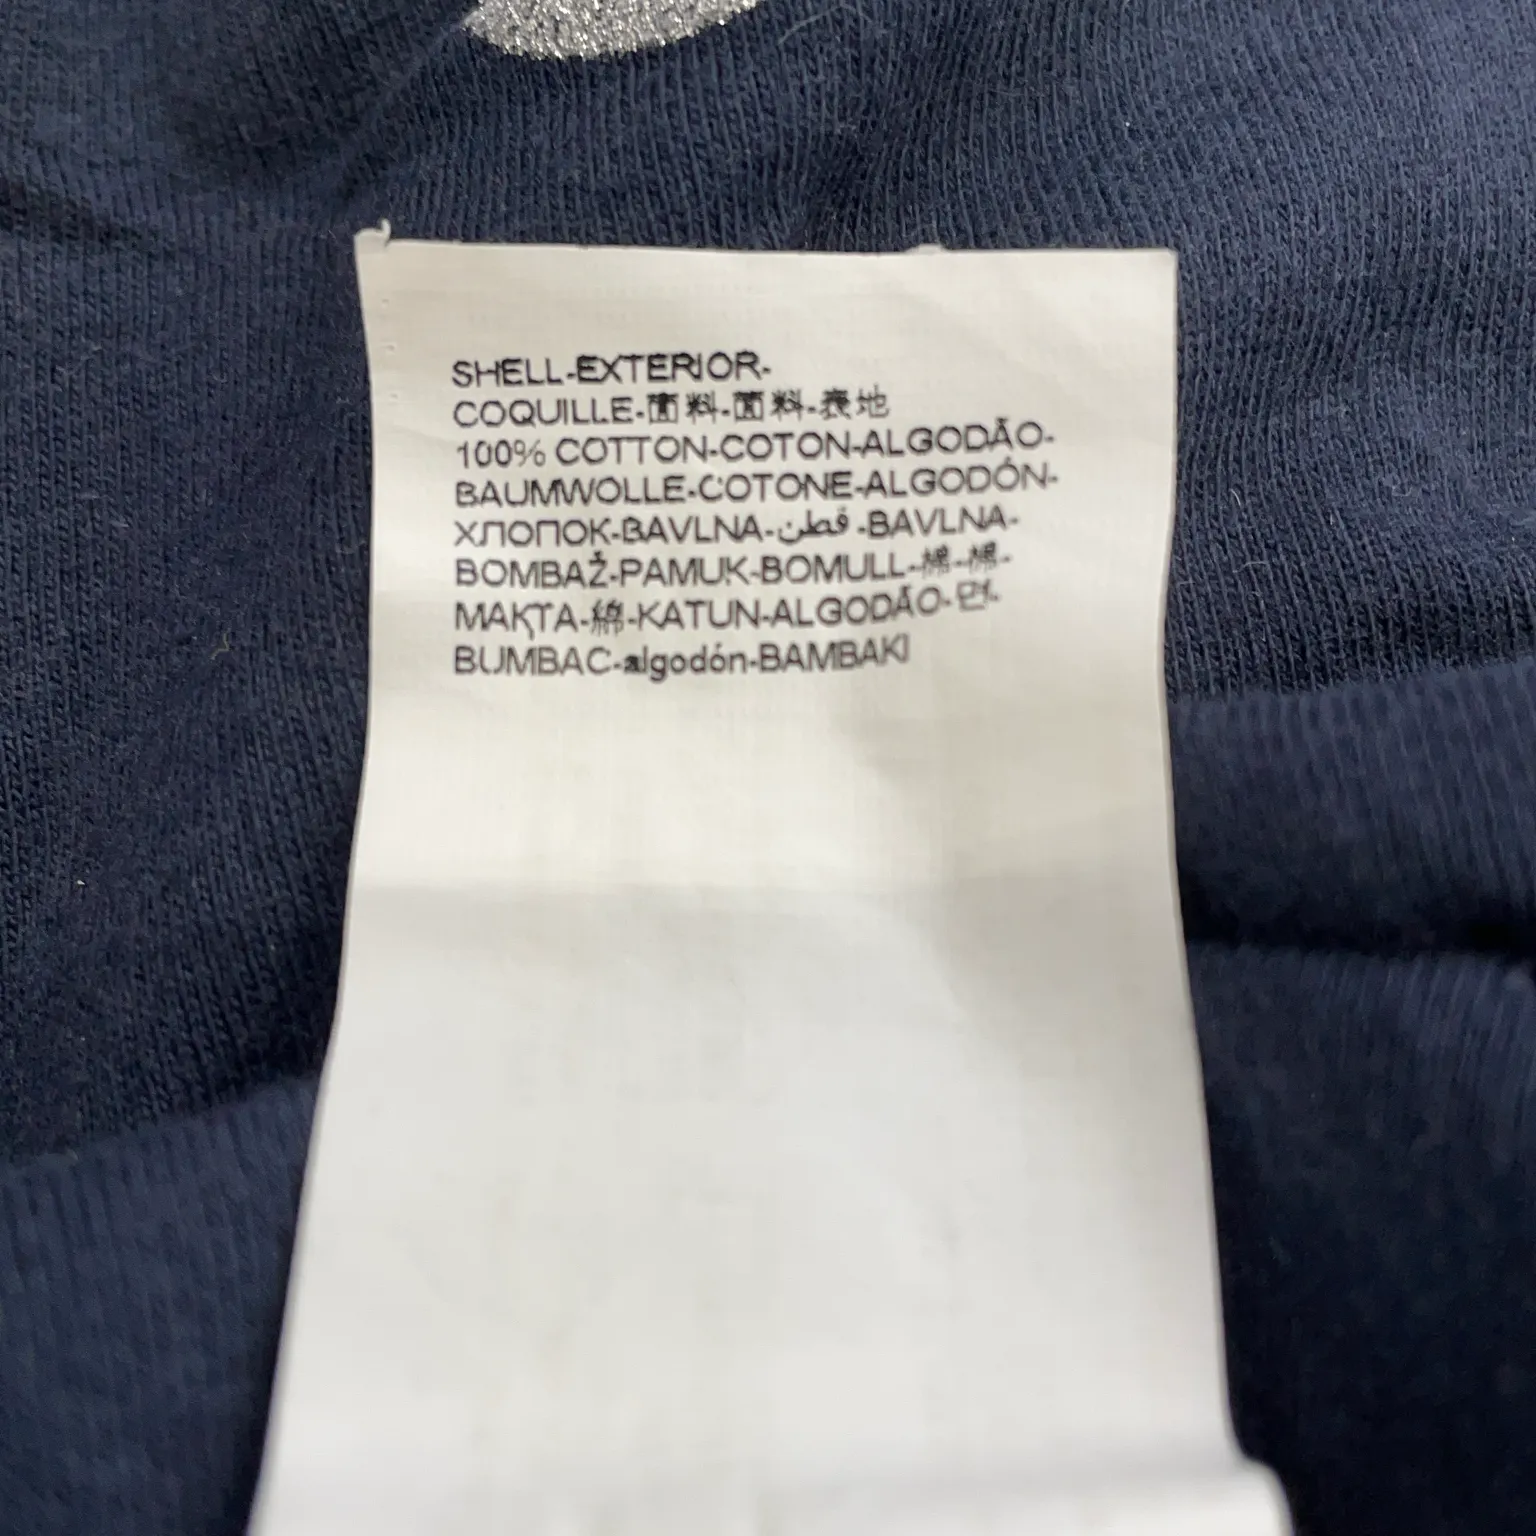 SHELL-EXTERIOR-
COQUILLE-面料-面料-表地
100% COTTON-COTON-ALGODÃO-
BAUMWOLLE-COTONE-ALGODÓN-
ХЛОПОК-BAVLNA-قطن-BAVLNA-
BOMBAŽ-PAMUK-BOMULL-棉-棉-
МАҚТА-綿-KATUN-ALGODÃO-면-
BUMBAC-algodón-BAMBAKI